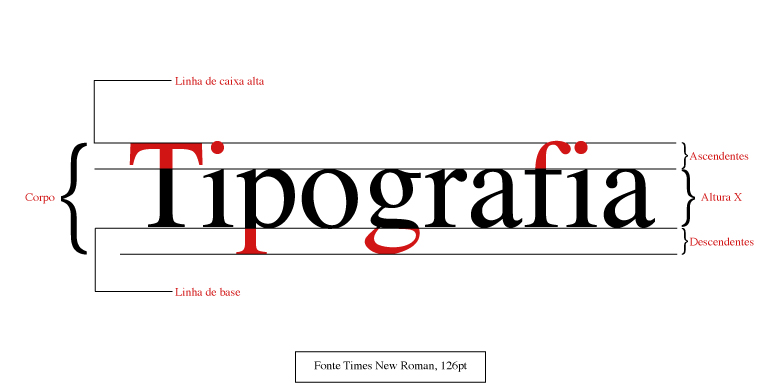 Linha de caixa alta
Tipografia
Ascendentes
Corpo
Altura X
Descendentes
Linha de base
Fonte Times New Roman, 126pt